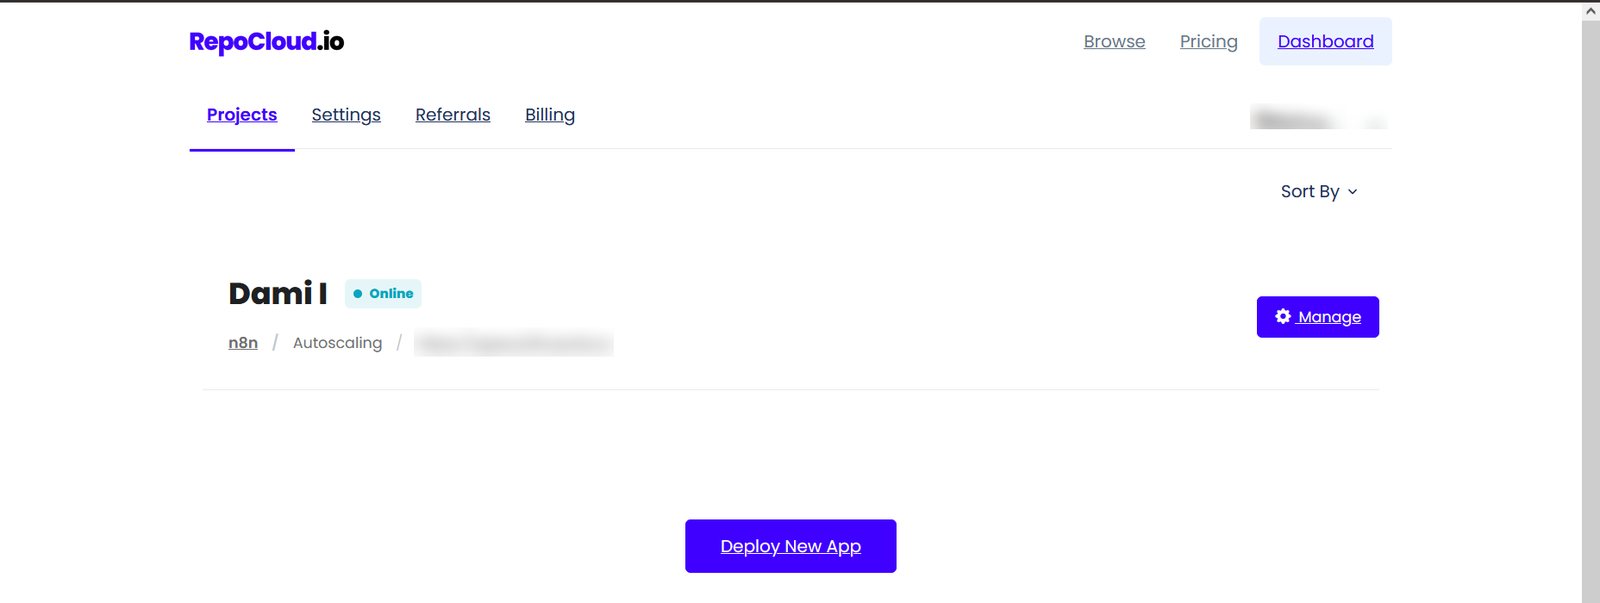 RepoCloud.io
Browse Pricing Dashboard
Projects Settings Referrals Billing
Sort By
Dami I Online
n8n / Autoscaling /
Manage
Deploy New App